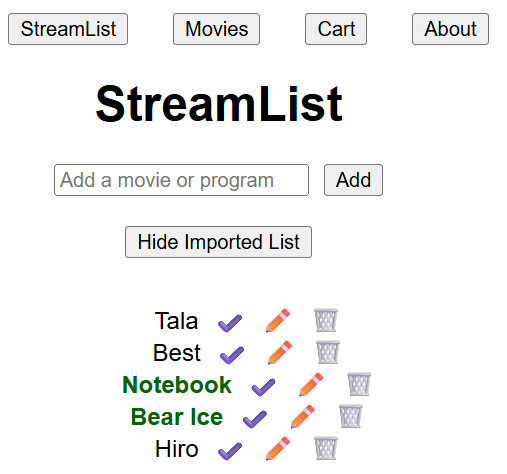 StreamList Movies Cart About
StreamList
Add a movie or program Add
Hide Imported List
Tala
Best
Notebook
Bear Ice
Hiro